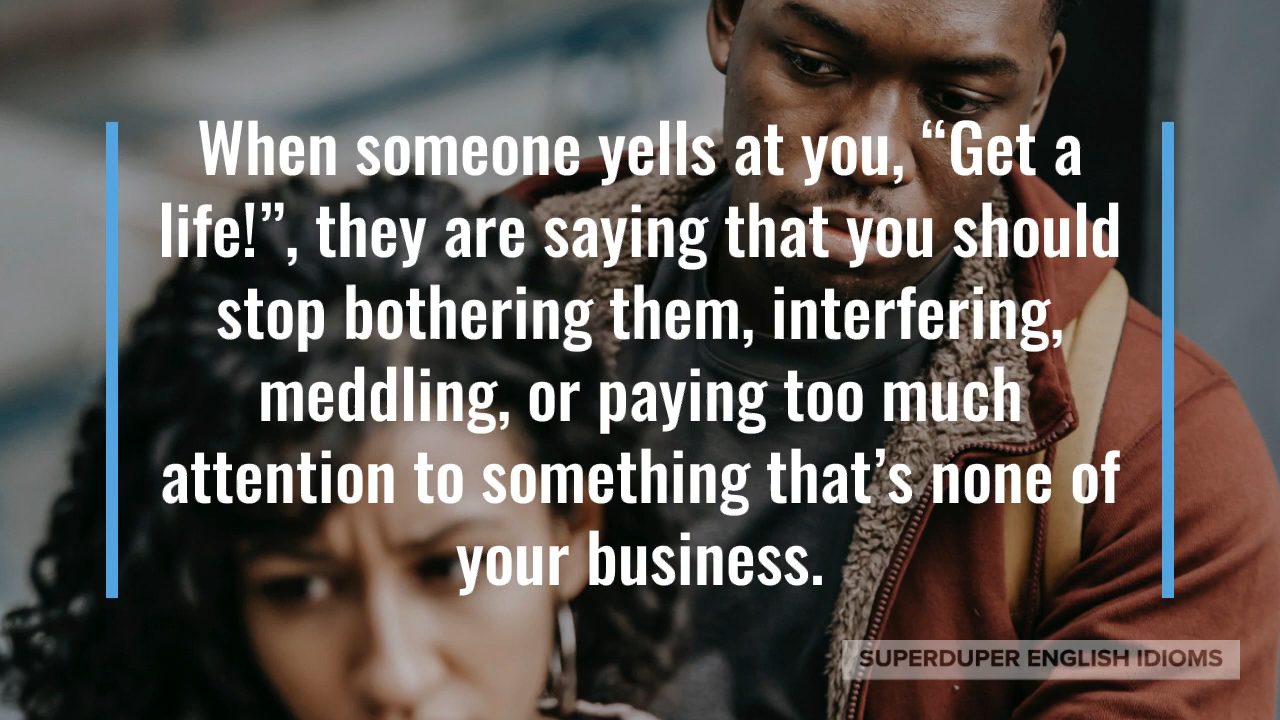 When someone yells at you, “Get a
life!”, they are saying that you should
stop bothering them, interfering,
meddling, or paying too much
attention to something that’s none of
your business.
SUPERDUPER ENGLISH IDIOMS